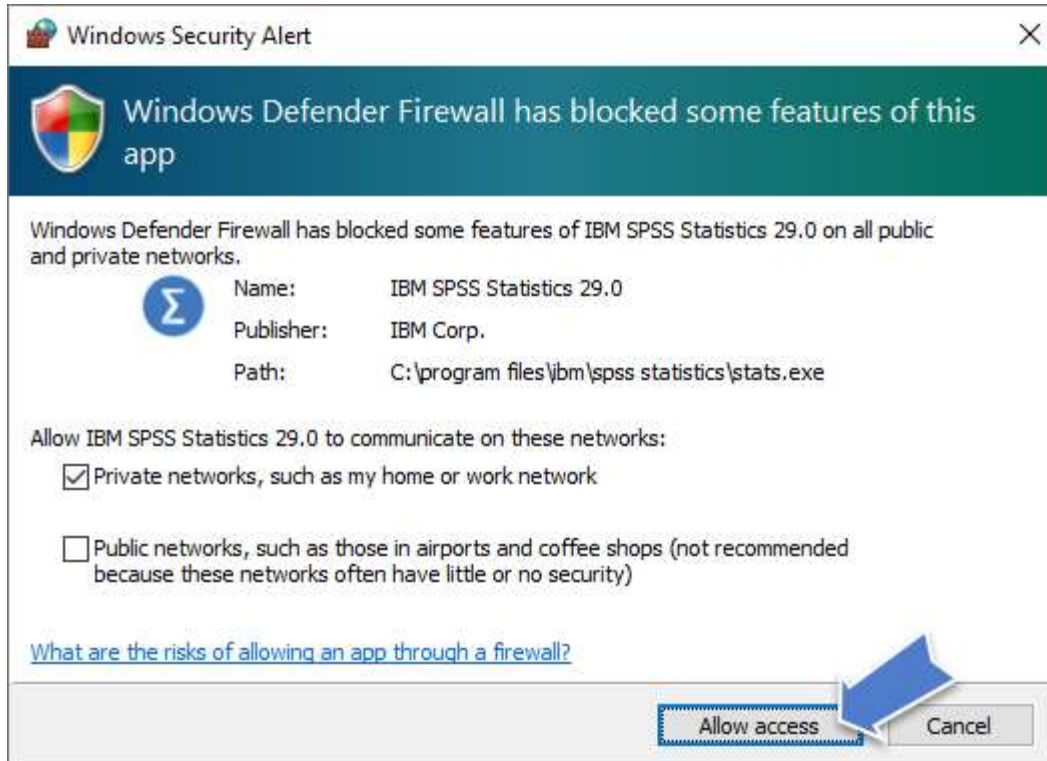 Windows Security Alert
Windows Defender Firewall has blocked some features of this
app
Windows Defender Firewall has blocked some features of IBM SPSS Statistics 29.0 on all public
and private networks.
Name: IBM SPSS Statistics 29.0
Publisher: IBM Corp.
Path: C:\program files\ibm\spss statistics\stats.exe
Allow IBM SPSS Statistics 29.0 to communicate on these networks:
Private networks, such as my home or work network
Public networks, such as those in airports and coffee shops (not recommended
because these networks often have little or no security)
What are the risks of allowing an app through a firewall?
Allow access Cancel